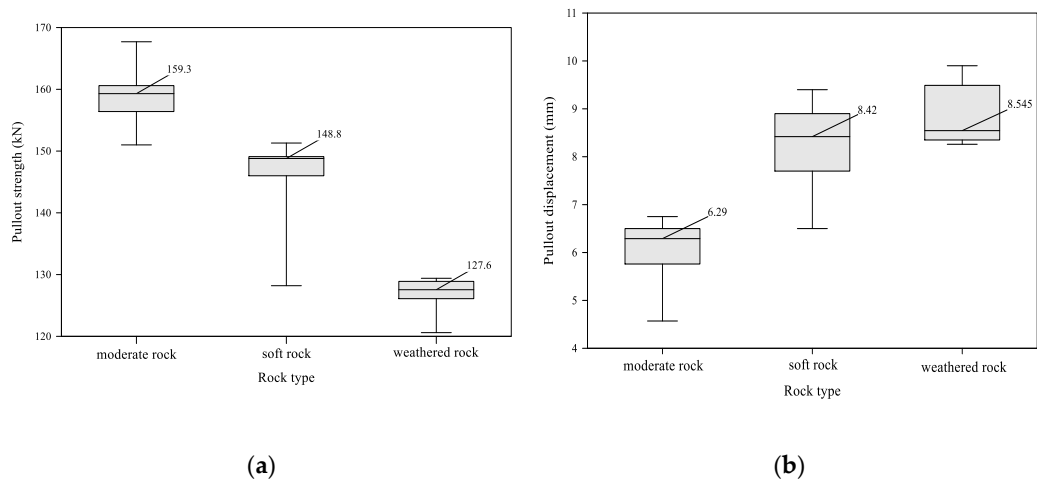 170
160
150
140
130
120
Pullout strength (kN)
159.3
148.8
127.6
moderate rock
soft rock
weathered rock
Rock type
(a)
11
10
9
8
7
6
5
4
Pullout displacement (mm)
6.29
8.42
8.545
moderate rock
soft rock
weathered rock
Rock type
(b)